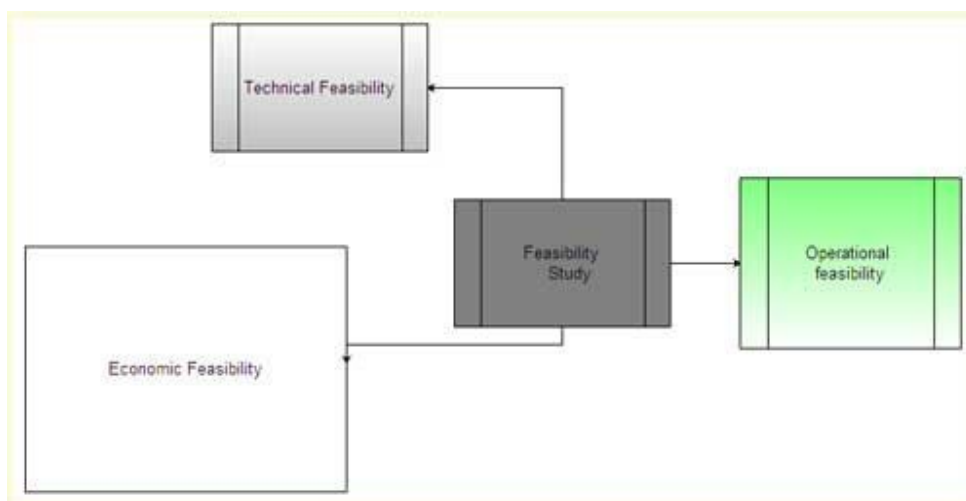 Technical Feasibility
Feasibility
Study
Operational
feasibility
Economic Feasibility